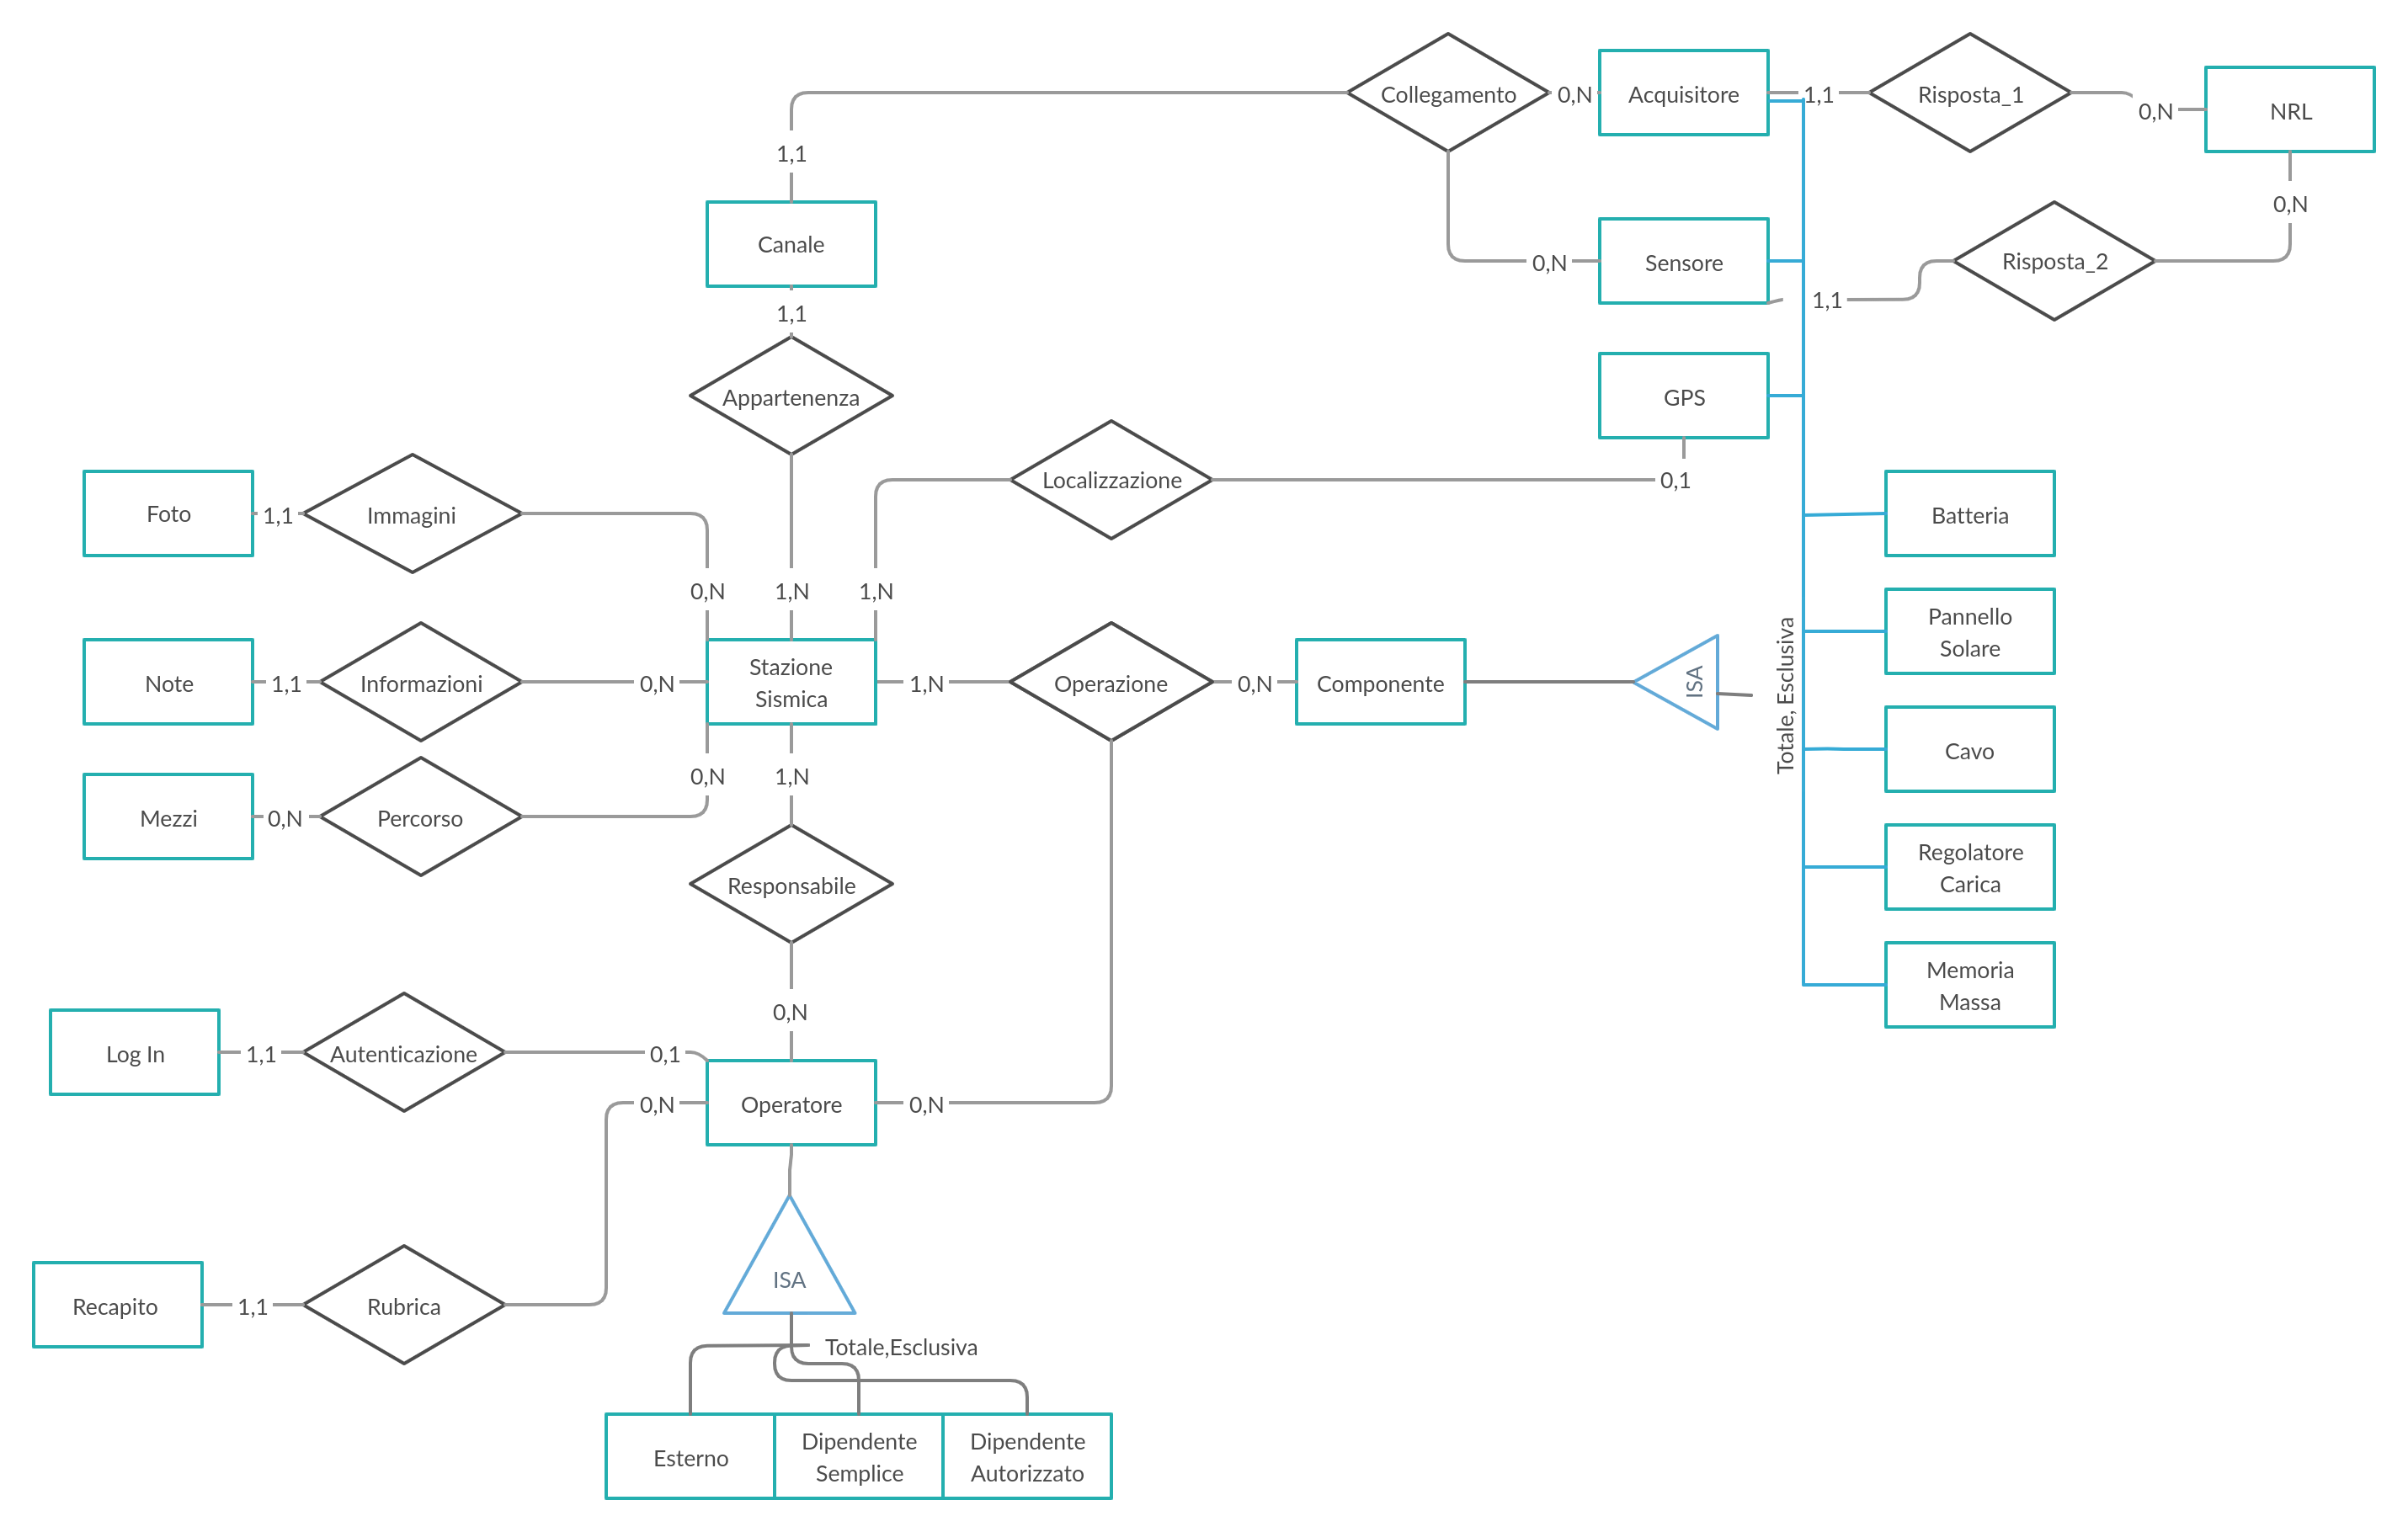 Collegamento
0,N
Acquisitore
1,1
Risposta_1
0,N
NRL
1,1
0,N
Canale
Sensore
0,N
Risposta_2
1,1
1,1
Appartenenza
GPS
Localizzazione
0,1
Foto
1,1
Immagini
Batteria
0,N
1,N
1,N
Pannello
Solare
Note
1,1
Informazioni
0,N
Stazione
Sismica
1,N
Operazione
0,N
Componente
ISA
Totale, Esclusiva
Cavo
0,N
1,N
Mezzi
0,N
Percorso
Responsabile
Regolatore
Carica
Memoria
Massa
0,N
Log In
1,1
Autenticazione
0,1
0,N
Operatore
0,N
ISA
Recapito
1,1
Rubrica
Totale,Esclusiva
Esterno
Dipendente
Semplice
Dipendente
Autorizzato